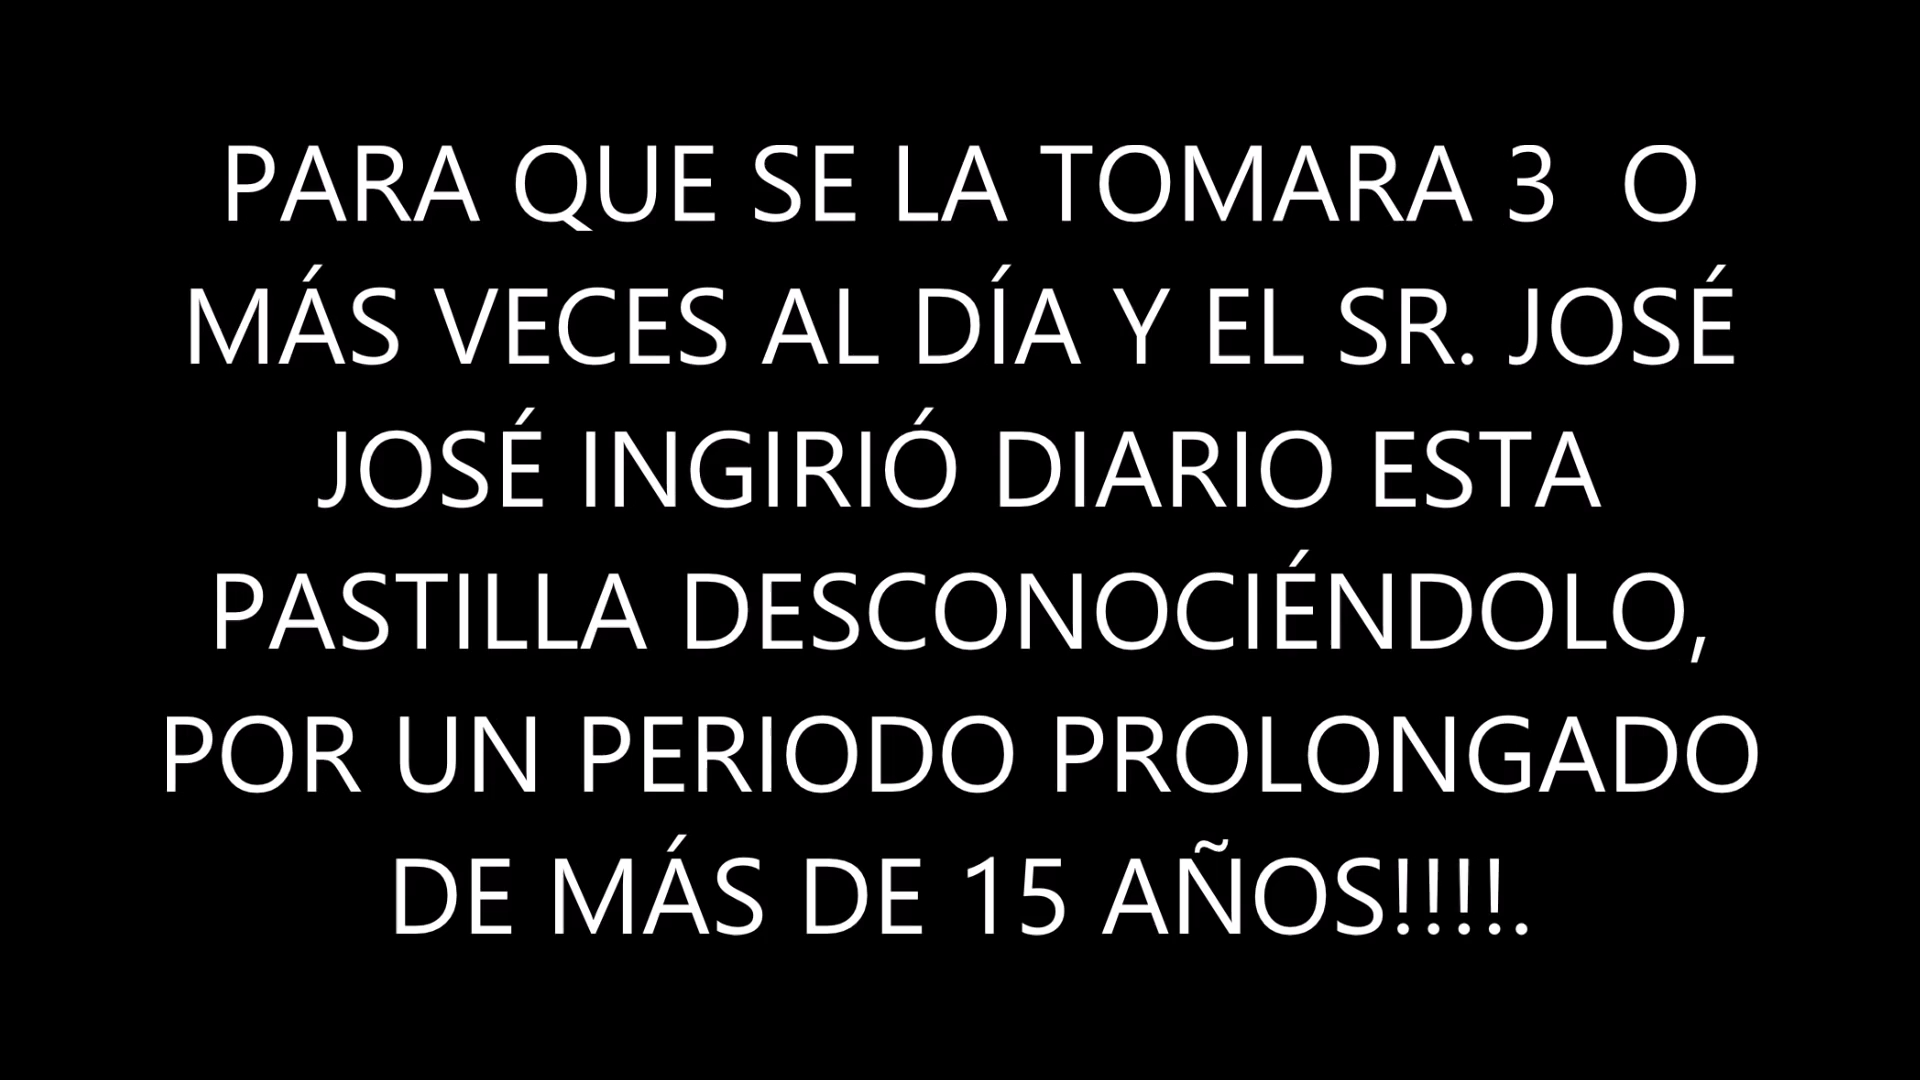 PARA QUE SE LA TOMARA 3  O
MÁS VECES AL DÍA Y EL SR. JOSÉ
JOSÉ INGIRIÓ DIARIO ESTA
PASTILLA DESCONOCIÉNDOLO,
POR UN PERIODO PROLONGADO
DE MÁS DE 15 AÑOS!!!!.